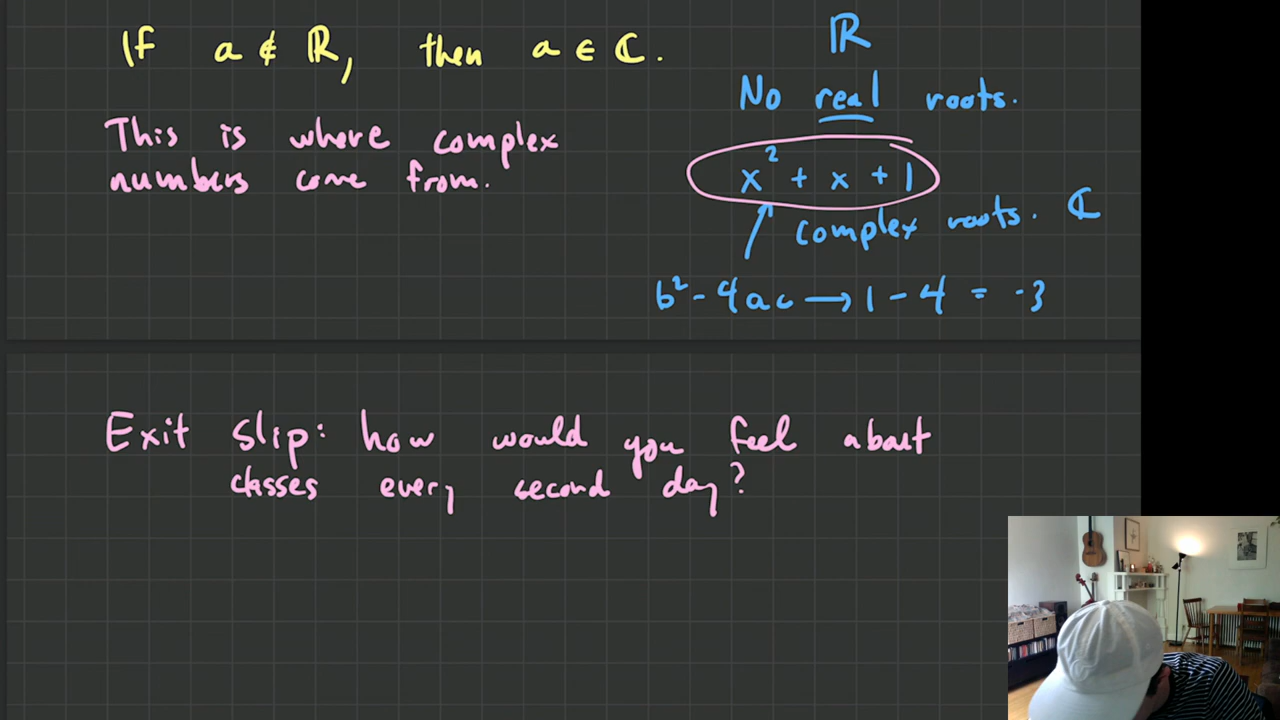 If a ∉ ℝ, then a ∈ ℂ.
This is where complex
numbers come from.
ℝ
No real roots.
x² + x + 1
complex roots. ℂ
b² - 4ac → 1 - 4 = -3
Exit slip: how would you feel about
classes every second day?